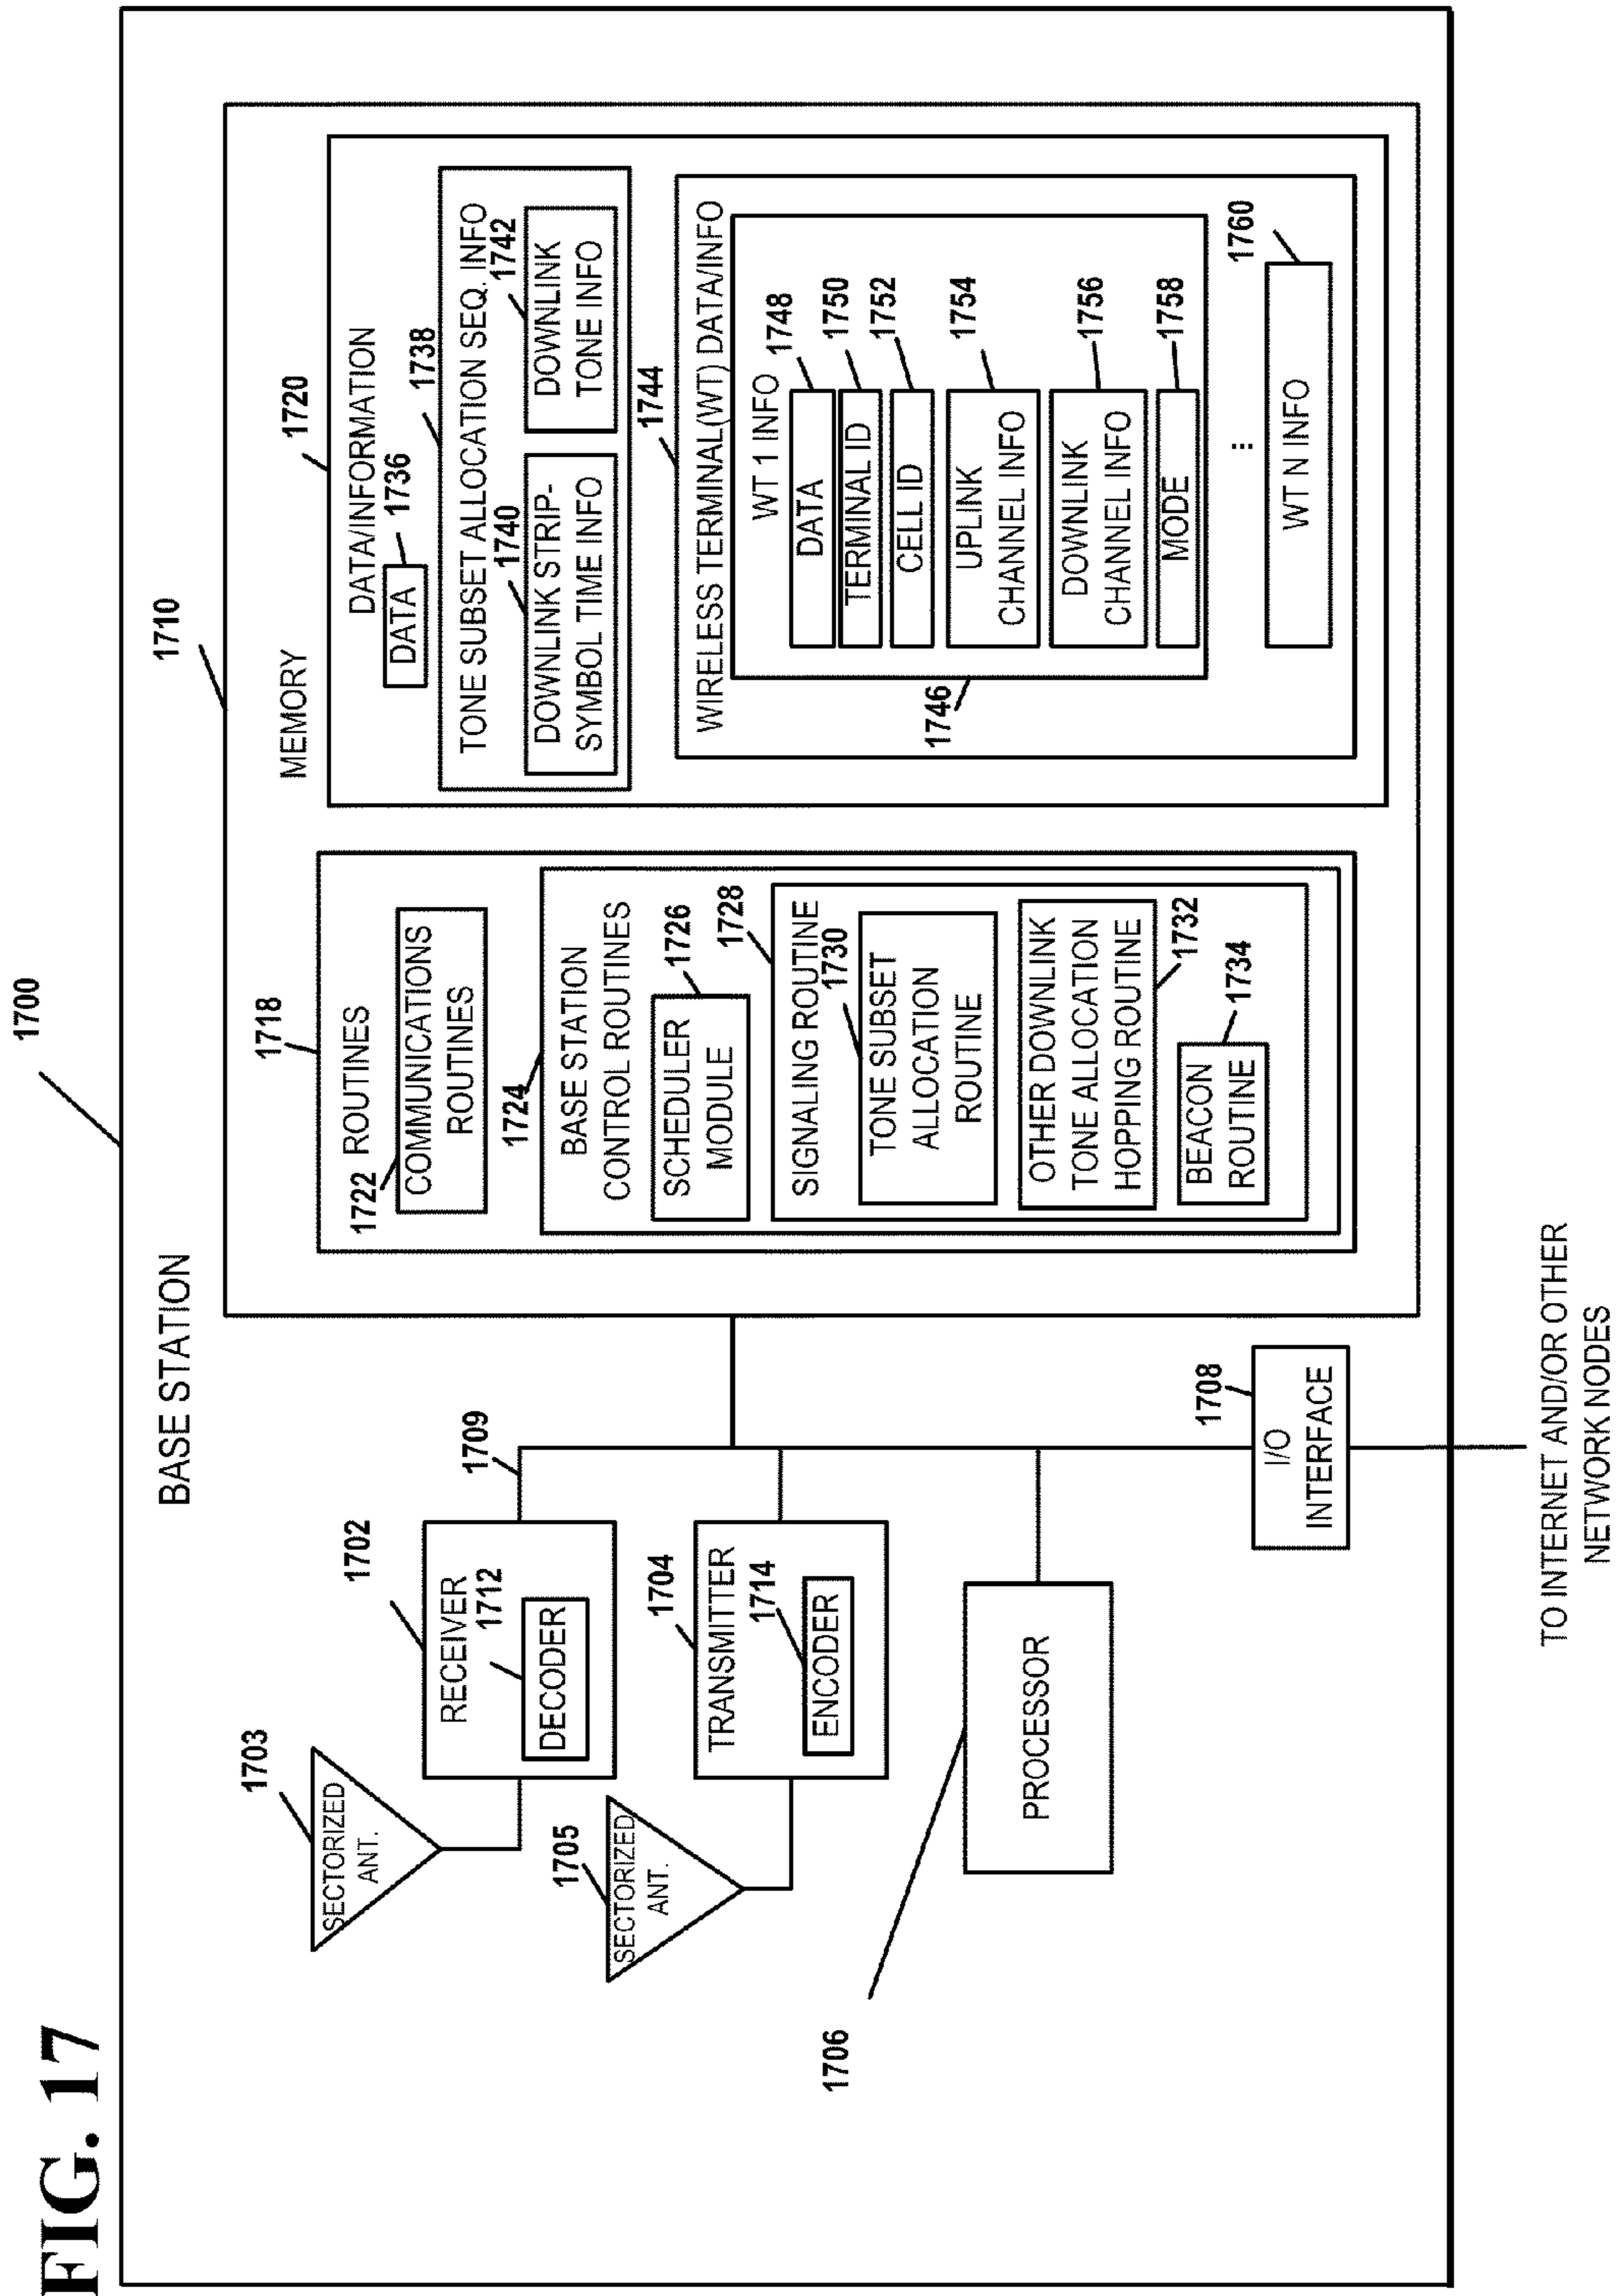 FIG. 17
1700
BASE STATION
1710
1703
SECTORIZED
ANT.
1702
RECEIVER
1712
DECODER
1709
1705
SECTORIZED
ANT.
1704
TRANSMITTER
1714
ENCODER
1706
PROCESSOR
1708
I/O
INTERFACE
TO INTERNET AND/OR OTHER
NETWORK NODES
MEMORY
1718
ROUTINES
1722
COMMUNICATIONS
ROUTINES
1724
BASE STATION
CONTROL ROUTINES
1726
SCHEDULER
MODULE
1728
SIGNALING ROUTINE
1730
TONE SUBSET
ALLOCATION
ROUTINE
OTHER DOWNLINK
TONE ALLOCATION
HOPPING ROUTINE
1732
BEACON
ROUTINE
1734
1720
DATA/INFORMATION
DATA
1736
1738
TONE SUBSET ALLOCATION SEQ. INFO
1740
DOWNLINK STRIP-
SYMBOL TIME INFO
1742
DOWNLINK
TONE INFO
1744
WIRELESS TERMINAL(WT) DATA/INFO
1746
WT 1 INFO
DATA
1748
TERMINAL ID
1750
CELL ID
1752
UPLINK
CHANNEL INFO
1754
DOWNLINK
CHANNEL INFO
1756
MODE
1758
...
WT N INFO
1760